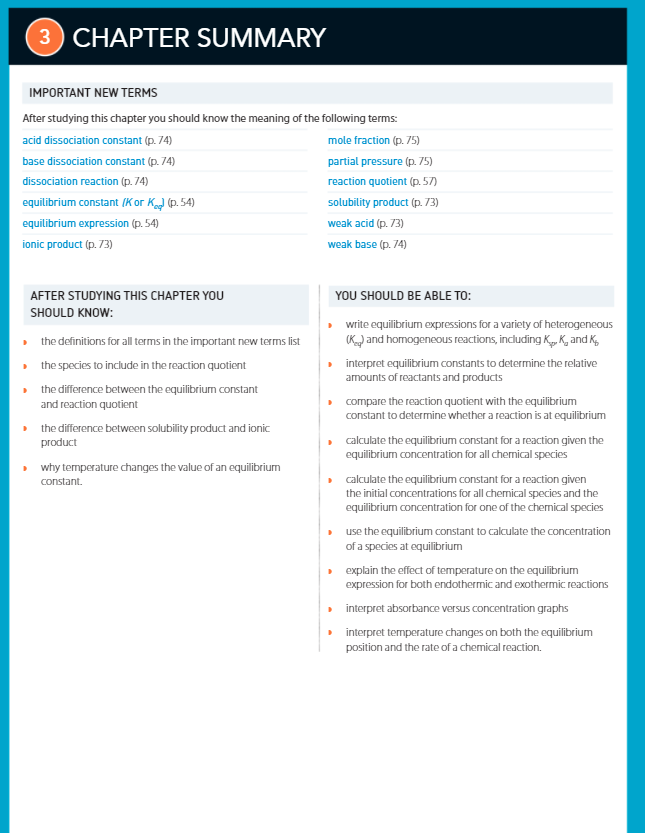 3 CHAPTER SUMMARY
IMPORTANT NEW TERMS
After studying this chapter you should know the meaning of the following terms:
acid dissociation constant (p. 74)
base dissociation constant (p. 74)
dissociation reaction (p. 74)
equilibrium constant (K or Keq) (p. 54)
equilibrium expression (p. 54)
ionic product (p. 73)
mole fraction (p. 75)
partial pressure (p. 75)
reaction quotient (p. 57)
solubility product (p. 73)
weak acid (p. 73)
weak base (p. 74)
AFTER STUDYING THIS CHAPTER YOU
SHOULD KNOW:
the definitions for all terms in the important new terms list
the species to include in the reaction quotient
the difference between the equilibrium constant
and reaction quotient
the difference between solubility product and ionic
product
why temperature changes the value of an equilibrium
constant.
YOU SHOULD BE ABLE TO:
write equilibrium expressions for a variety of heterogeneous
(Keq) and homogeneous reactions, including Ksp, Ka and Kb
interpret equilibrium constants to determine the relative
amounts of reactants and products
compare the reaction quotient with the equilibrium
constant to determine whether a reaction is at equilibrium
calculate the equilibrium constant for a reaction given the
equilibrium concentration for all chemical species
calculate the equilibrium constant for a reaction given
the initial concentrations for all chemical species and the
equilibrium concentration for one of the chemical species
use the equilibrium constant to calculate the concentration
of a species at equilibrium
explain the effect of temperature on the equilibrium
expression for both endothermic and exothermic reactions
interpret absorbance versus concentration graphs
interpret temperature changes on both the equilibrium
position and the rate of a chemical reaction.